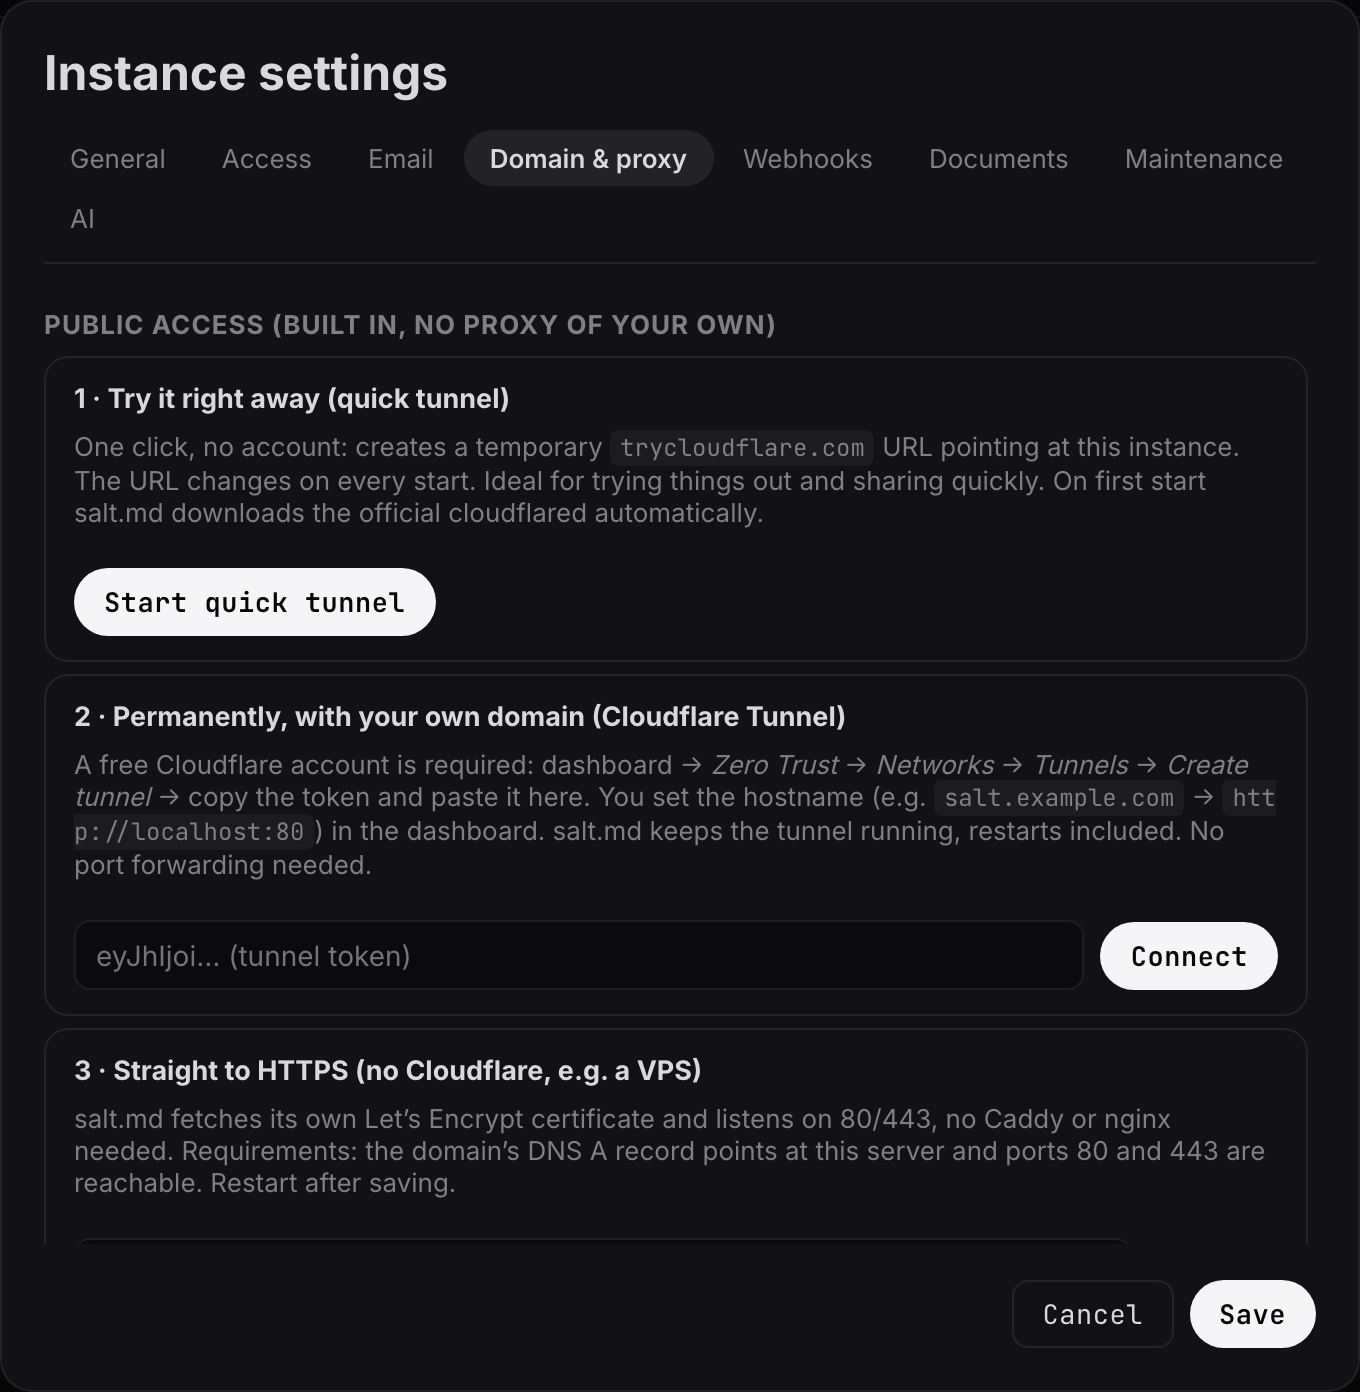 Instance settings
General Access Email Domain & proxy Webhooks Documents Maintenance
AI
PUBLIC ACCESS (BUILT IN, NO PROXY OF YOUR OWN)
1 · Try it right away (quick tunnel)
One click, no account: creates a temporary trycloudflare.com URL pointing at this instance.
The URL changes on every start. Ideal for trying things out and sharing quickly. On first start
salt.md downloads the official cloudflared automatically.
Start quick tunnel
2 · Permanently, with your own domain (Cloudflare Tunnel)
A free Cloudflare account is required: dashboard → Zero Trust → Networks → Tunnels → Create
tunnel → copy the token and paste it here. You set the hostname (e.g. salt.example.com → htt
p://localhost:80 ) in the dashboard. salt.md keeps the tunnel running, restarts included. No
port forwarding needed.
eyJhIjoi… (tunnel token) Connect
3 · Straight to HTTPS (no Cloudflare, e.g. a VPS)
salt.md fetches its own Let’s Encrypt certificate and listens on 80/443, no Caddy or nginx
needed. Requirements: the domain’s DNS A record points at this server and ports 80 and 443 are
reachable. Restart after saving.
Cancel Save